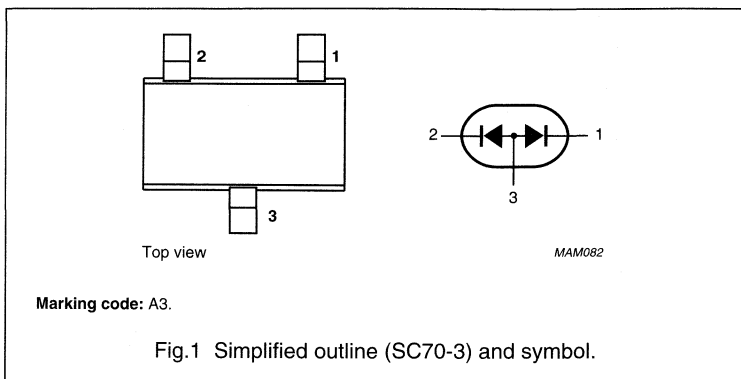 2
1
3
Top view
2
1
3
MAM082
Marking code: A3.
Fig.1 Simplified outline (SC70-3) and symbol.